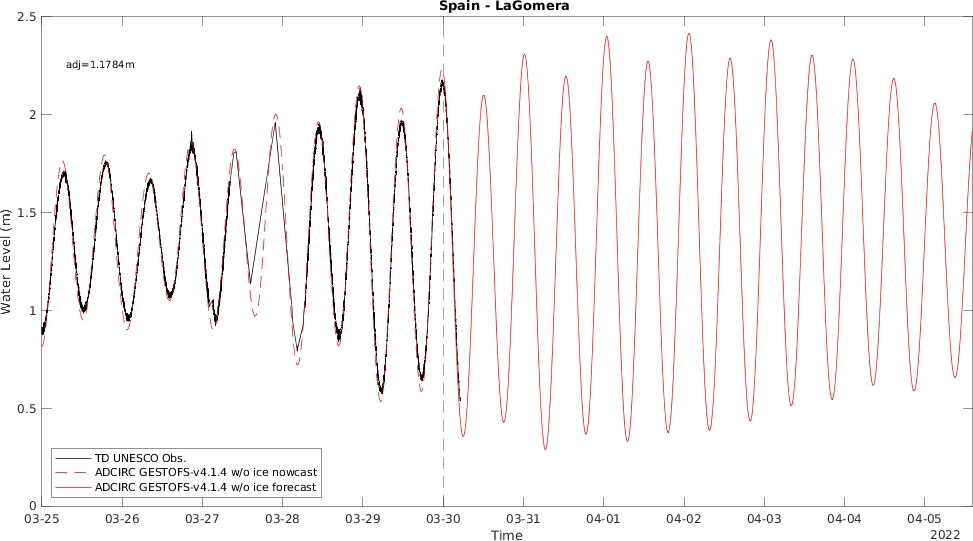 Spain - LaGomera
2.5
adj=1.1784m
2
1.5
Water Level (m)
1
0.5
TD UNESCO Obs.
ADCIRC GESTOFS-v4.1.4 w/o ice nowcast
ADCIRC GESTOFS-v4.1.4 w/o ice forecast
0
03-25 03-26 03-27 03-28 03-29 03-30 03-31 04-01 04-02 04-03 04-04 04-05
Time
2022